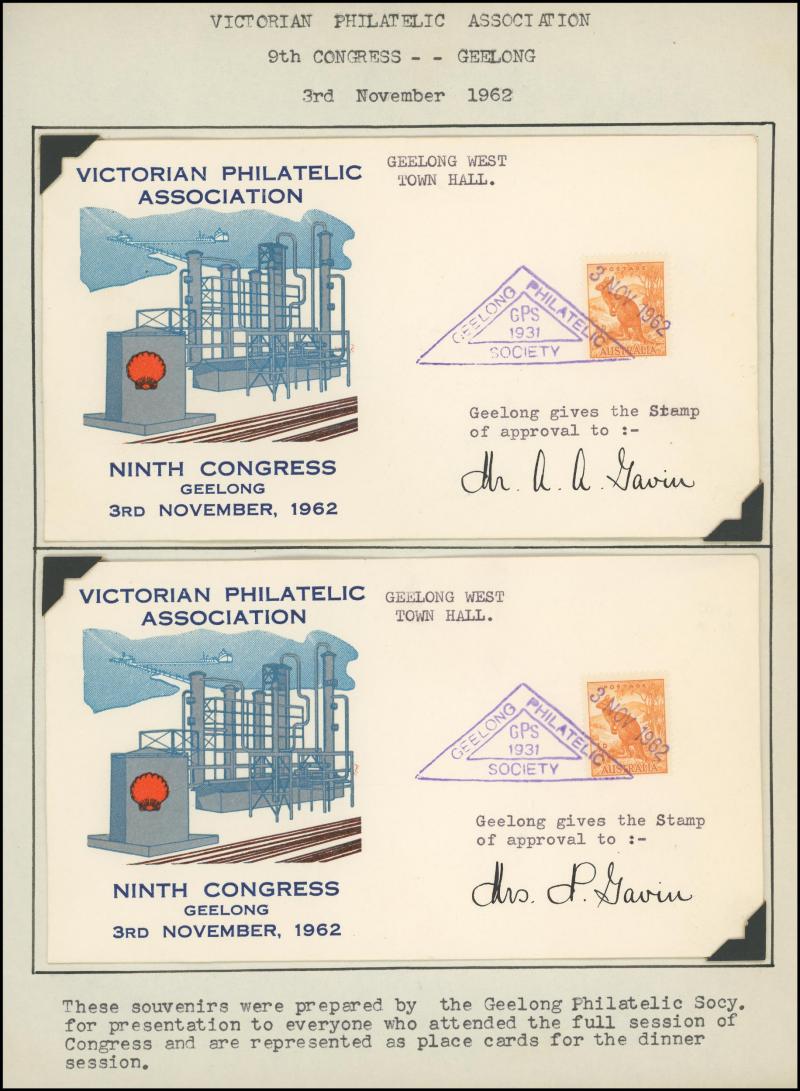 VICTORIAN PHILATELIC ASSOCIATION
9th CONGRESS - - GEELONG
3rd November 1962
VICTORIAN PHILATELIC
ASSOCIATION
GEELONG WEST
TOWN HALL.
GEELONG PHILATELIC
GPS
1931
SOCIETY
POSTAGE
3 NOV 1962
AUSTRALIA
Geelong gives the Stamp
of approval to :-
Mr. A. A. Gavin
NINTH CONGRESS
GEELONG
3RD NOVEMBER, 1962
VICTORIAN PHILATELIC
ASSOCIATION
GEELONG WEST
TOWN HALL.
GEELONG PHILATELIC
GPS
1931
SOCIETY
POSTAGE
3 NOV 1962
AUSTRALIA
Geelong gives the Stamp
of approval to :-
Mrs. P. Gavin
NINTH CONGRESS
GEELONG
3RD NOVEMBER, 1962
These souvenirs were prepared by the Geelong Philatelic Socy.
for presentation to everyone who attended the full session of
Congress and are represented as place cards for the dinner
session.